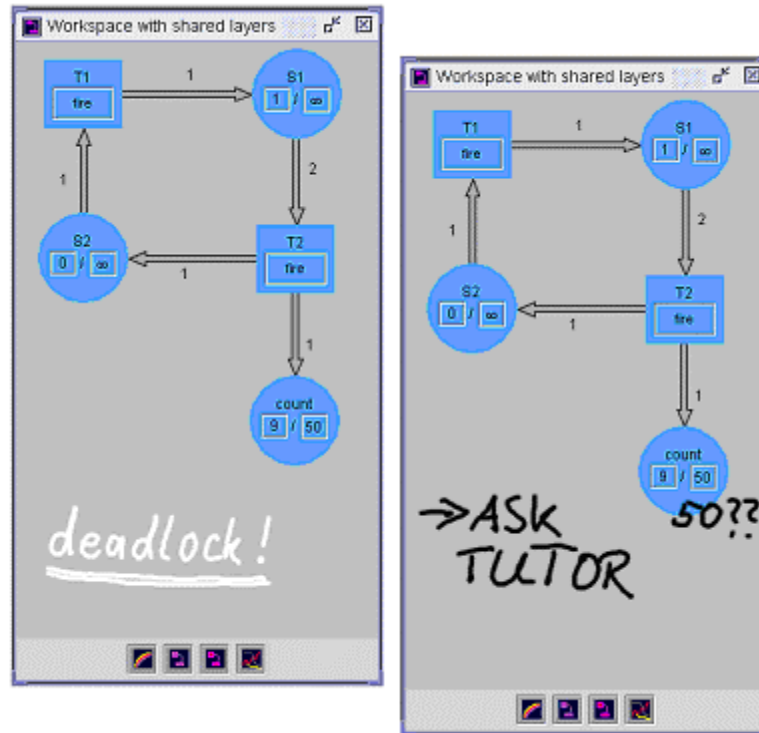 Workspace with shared layers
T1
fire
1
S1
1 / ∞
1
2
S2
0 / ∞
T2
fire
1
1
count
9 / 50
deadlock!
Workspace with shared layers
T1
fire
1
S1
1 / ∞
1
2
S2
0 / ∞
T2
fire
1
1
count
9 / 50
→ASK
TUTOR
50??